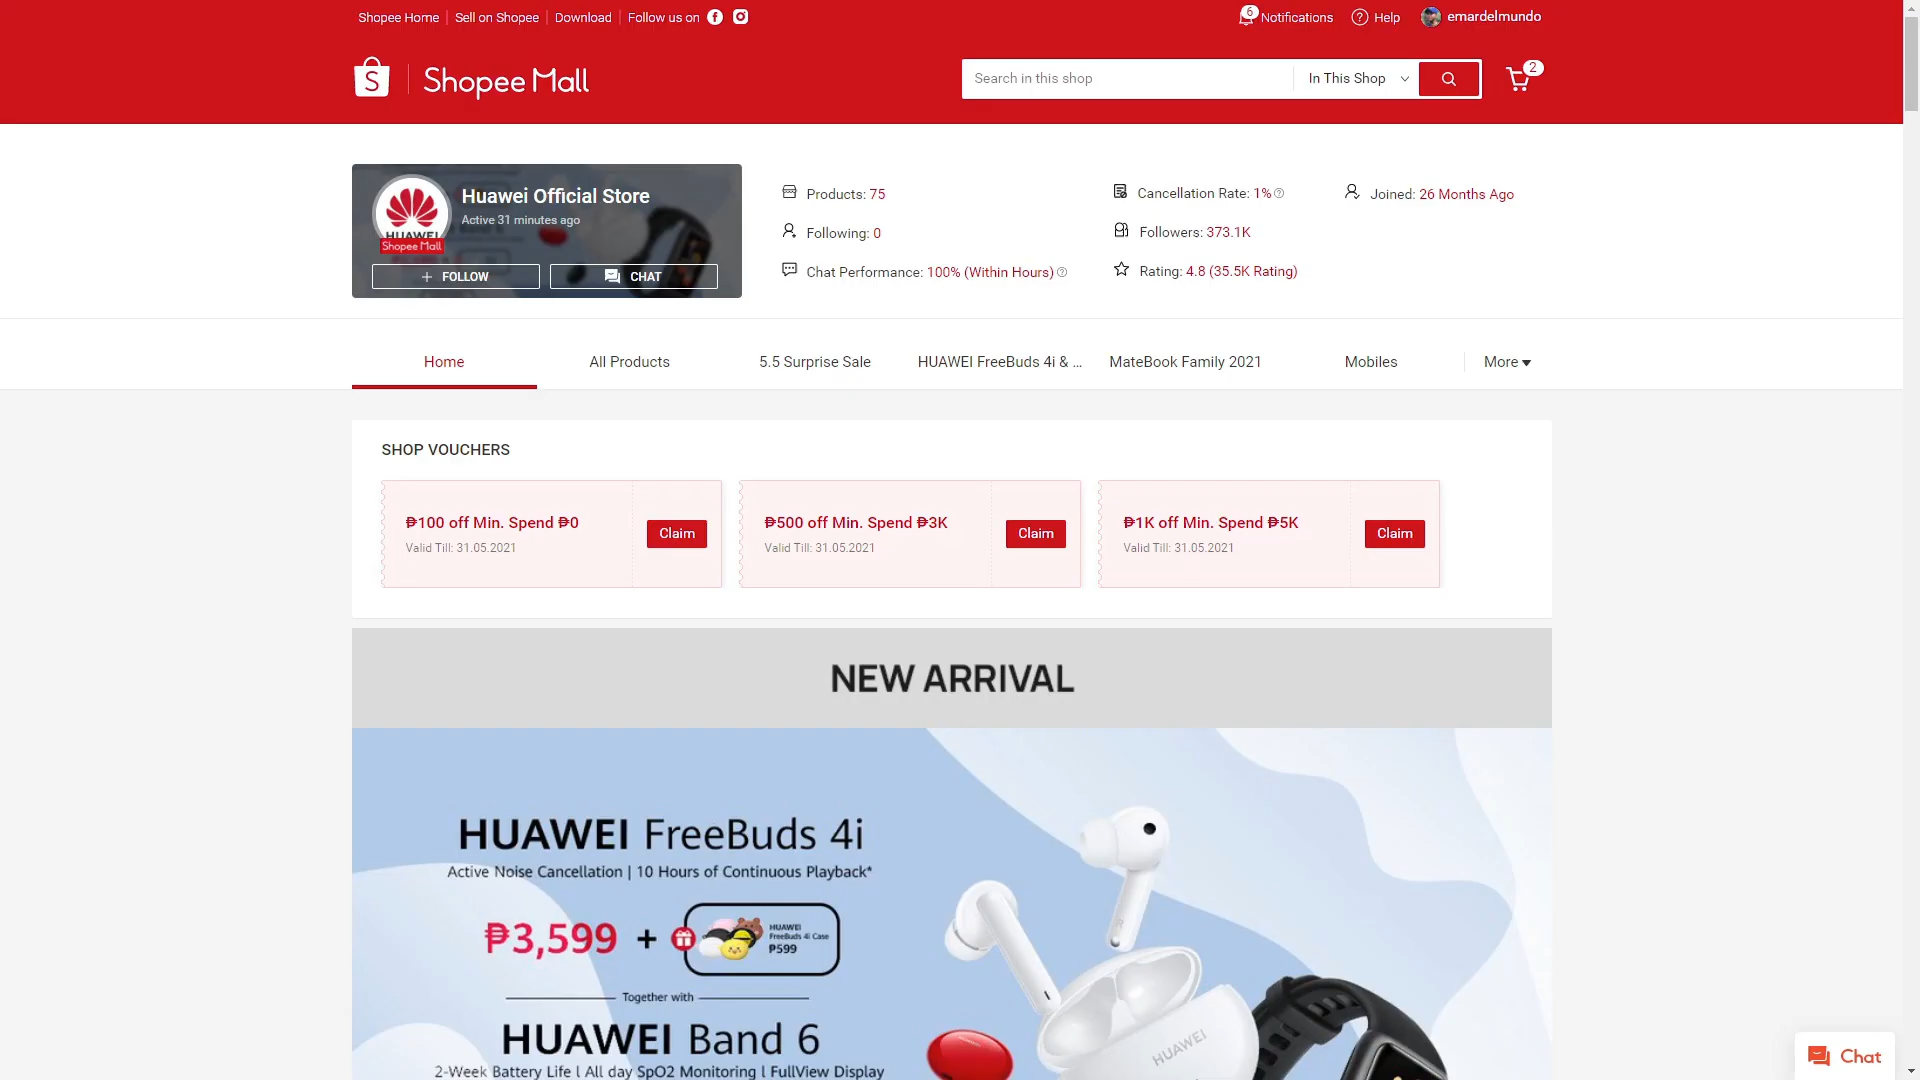 Shopee Home
Sell on Shopee
Download
Follow us on
6
Notifications
Help
emardelmundo
S
Shopee Mall
Search in this shop
In This Shop
2
HUAWEI
Shopee Mall
Huawei Official Store
Active 31 minutes ago
+ FOLLOW
CHAT
Products: 75
Following: 0
Chat Performance: 100% (Within Hours)
Cancellation Rate: 1%
Followers: 373.1K
Rating: 4.8 (35.5K Rating)
Joined: 26 Months Ago
Home
All Products
5.5 Surprise Sale
HUAWEI FreeBuds 4i & ...
MateBook Family 2021
Mobiles
More
SHOP VOUCHERS
₱100 off Min. Spend ₱0
Valid Till: 31.05.2021
Claim
₱500 off Min. Spend ₱3K
Valid Till: 31.05.2021
Claim
₱1K off Min. Spend ₱5K
Valid Till: 31.05.2021
Claim
NEW ARRIVAL
HUAWEI FreeBuds 4i
Active Noise Cancellation | 10 Hours of Continuous Playback*
₱3,599 +
HUAWEI
FreeBuds 4i Case
₱599
Together with
HUAWEI Band 6
2-Week Battery Life l All day SpO2 Monitoring l FullView Display
HUAWEI
Chat